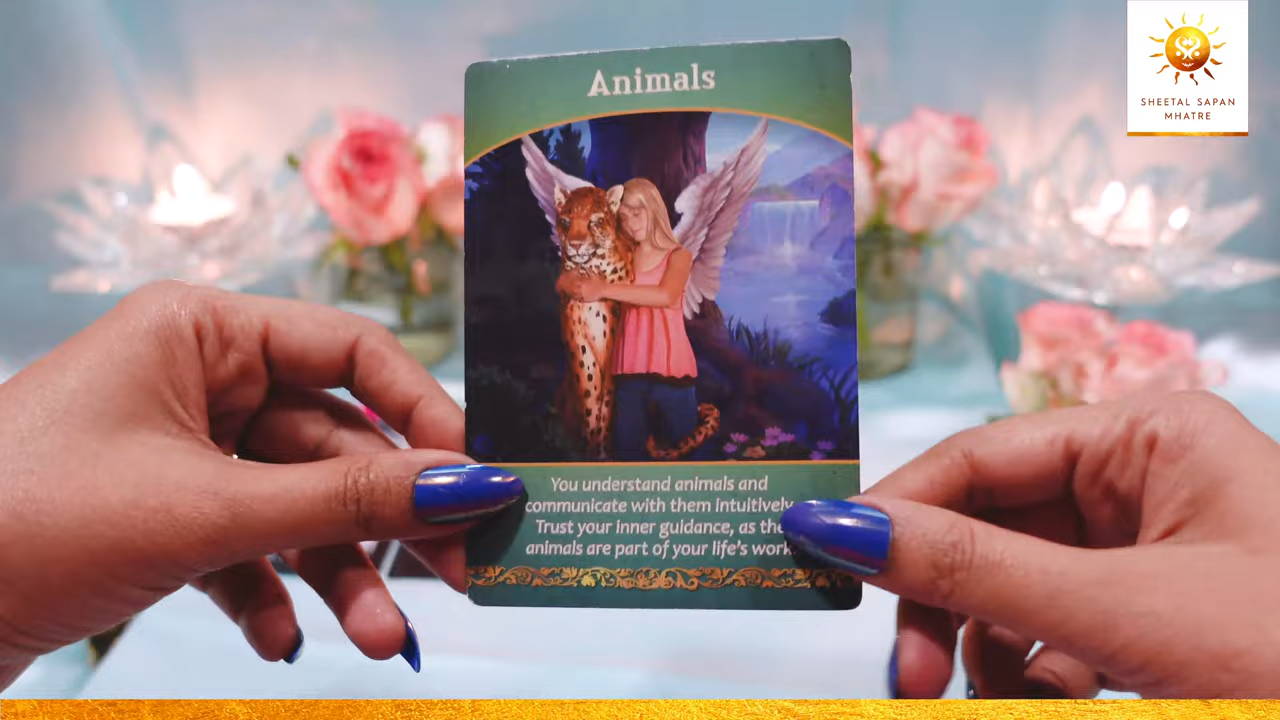 Animals
You understand animals and
communicate with them intuitively
Trust your inner guidance, as the
animals are part of your life's work
SHEETAL SAPAN
MHATRE